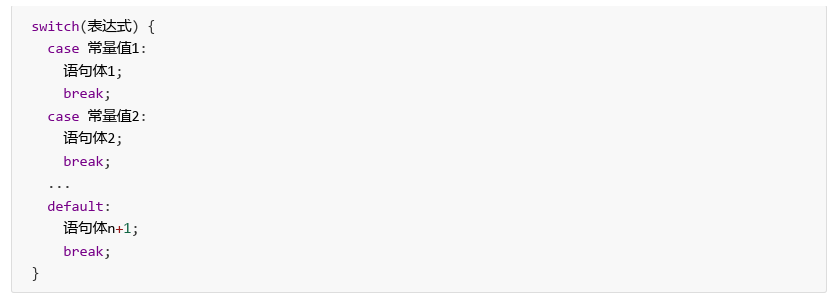 switch(表达式) {
case 常量值1:
语句体1;
break;
case 常量值2:
语句体2;
break;
...
default:
语句体n+1;
break;
}